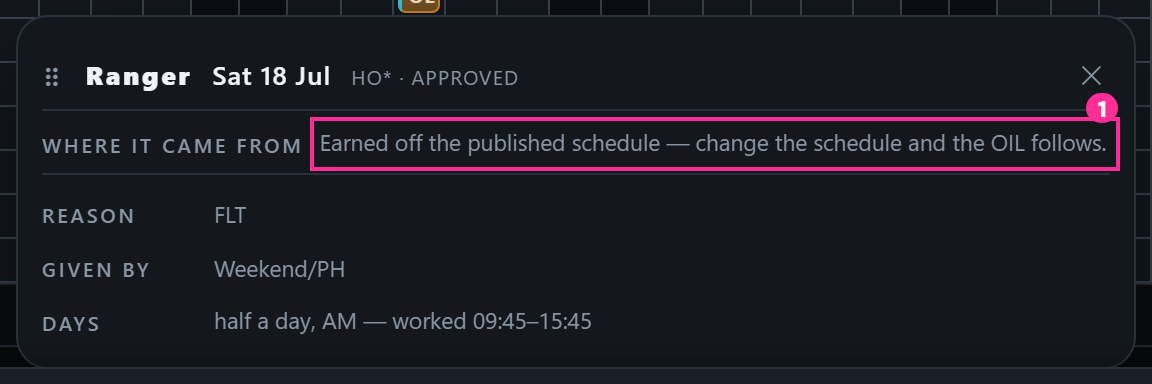 Ranger Sat 18 Jul HO* · APPROVED
1
WHERE IT CAME FROM Earned off the published schedule — change the schedule and the OIL follows.
REASON FLT
GIVEN BY Weekend/PH
DAYS half a day, AM — worked 09:45–15:45